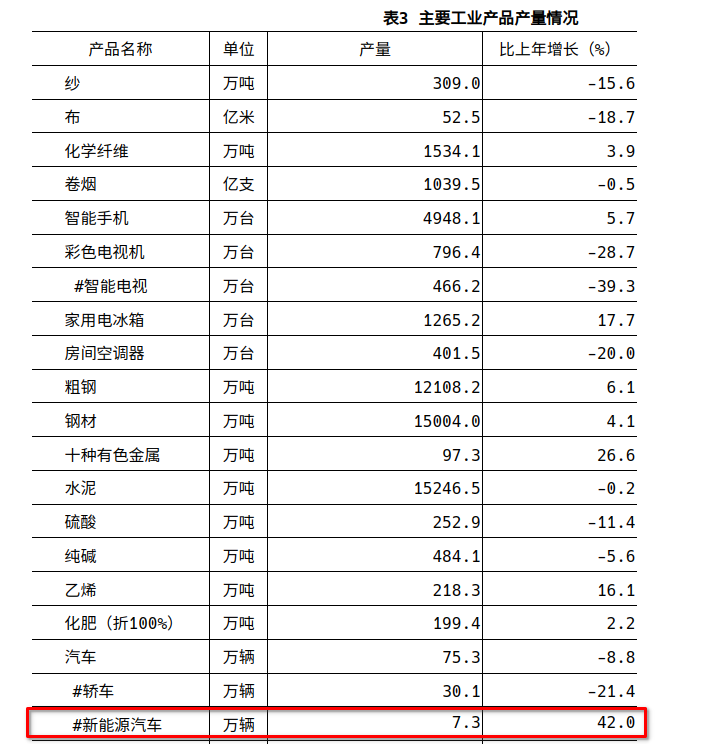 表3 主要工业产品产量情况
产品名称 单位 产量 比上年增长（%）
纱 万吨 309.0 -15.6
布 亿米 52.5 -18.7
化学纤维 万吨 1534.1 3.9
卷烟 亿支 1039.5 -0.5
智能手机 万台 4948.1 5.7
彩色电视机 万台 796.4 -28.7
#智能电视 万台 466.2 -39.3
家用电冰箱 万台 1265.2 17.7
房间空调器 万台 401.5 -20.0
粗钢 万吨 12108.2 6.1
钢材 万吨 15004.0 4.1
十种有色金属 万吨 97.3 26.6
水泥 万吨 15246.5 -0.2
硫酸 万吨 252.9 -11.4
纯碱 万吨 484.1 -5.6
乙烯 万吨 218.3 16.1
化肥（折100%） 万吨 199.4 2.2
汽车 万辆 75.3 -8.8
#轿车 万辆 30.1 -21.4
#新能源汽车 万辆 7.3 42.0